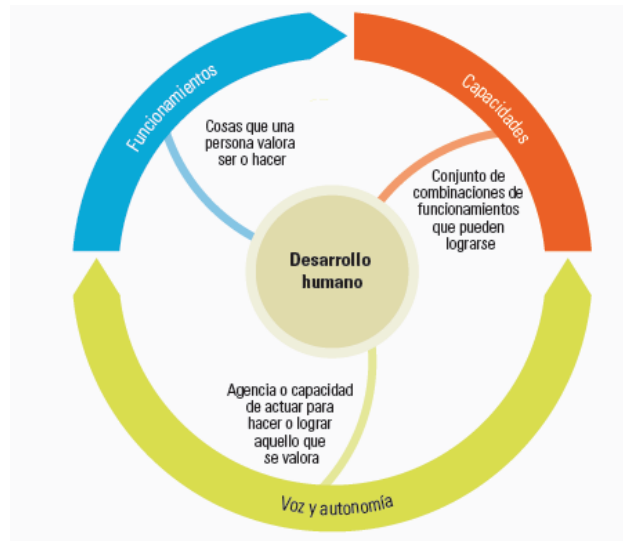 Funcionamientos
Capacidades
Cosas que una
persona valora
ser o hacer
Conjunto de
combinaciones de
funcionamientos
que pueden
lograrse
Desarrollo
humano
Agencia o capacidad
de actuar para
hacer o lograr
aquello que
se valora
Voz y autonomía